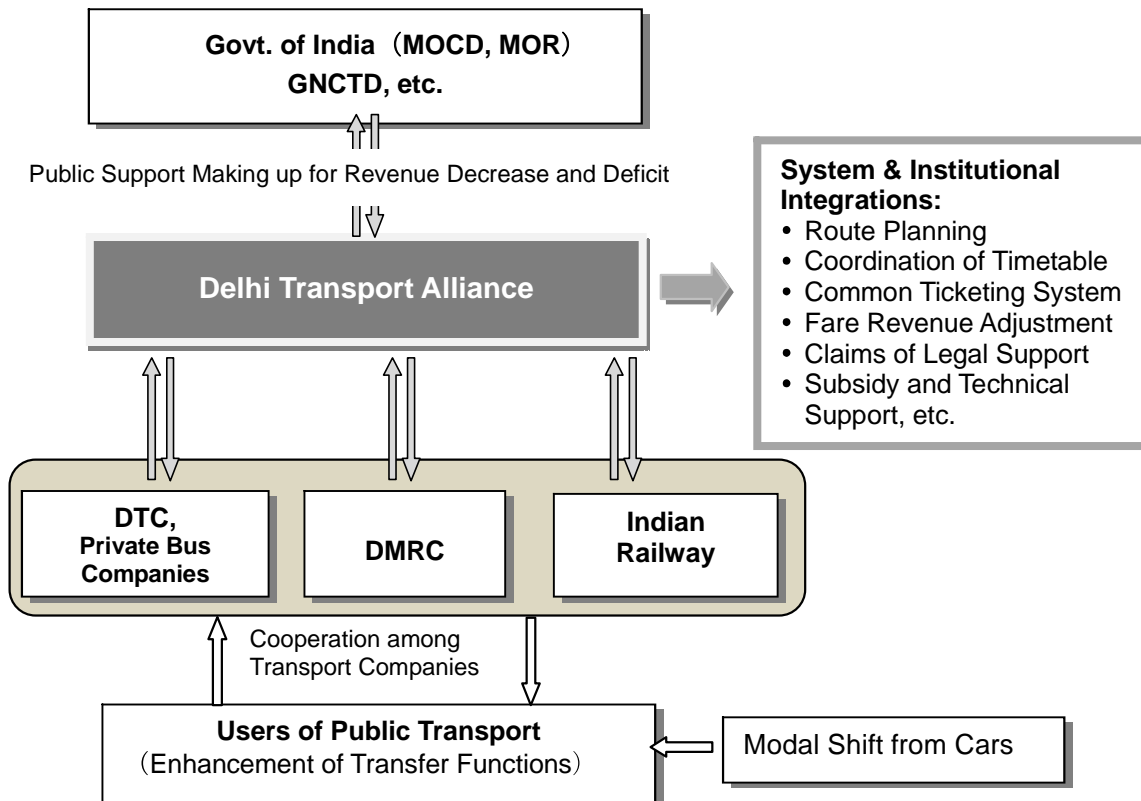 Govt. of India（MOCD, MOR）
GNCTD, etc.
Public Support Making up for Revenue Decrease and Deficit
Delhi Transport Alliance
System & Institutional
Integrations:
• Route Planning
• Coordination of Timetable
• Common Ticketing System
• Fare Revenue Adjustment
• Claims of Legal Support
• Subsidy and Technical
Support, etc.
DTC,
Private Bus
Companies
DMRC
Indian
Railway
Cooperation among
Transport Companies
Users of Public Transport
（Enhancement of Transfer Functions）
Modal Shift from Cars